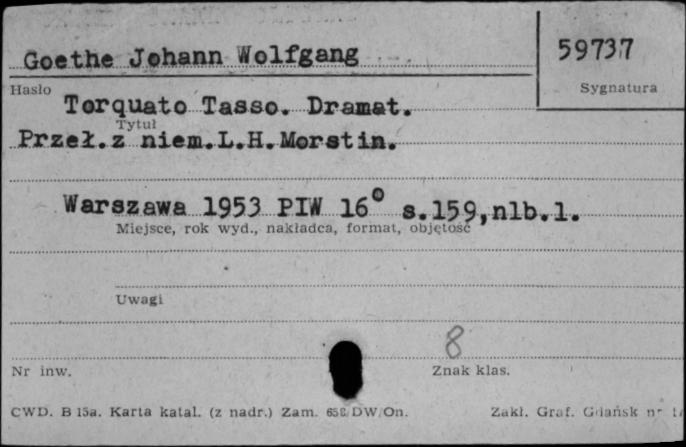 Goethe Johann Wolfgang
59737
Hasło
Sygnatura
Torquato Tasso. Dramat.
Tytuł
Przeł.z niem.L.H.Morstin.
Warszawa 1953 PIW 16° s.159,nlb.1.
Miejsce, rok wyd., nakładca, format, objętość
Uwagi
8
Nr inw.
Znak klas.
CWD. B 15a. Karta katal. (z nadr.) Zam. 658/DW/On.
Zakł. Graf. Gdańsk nr